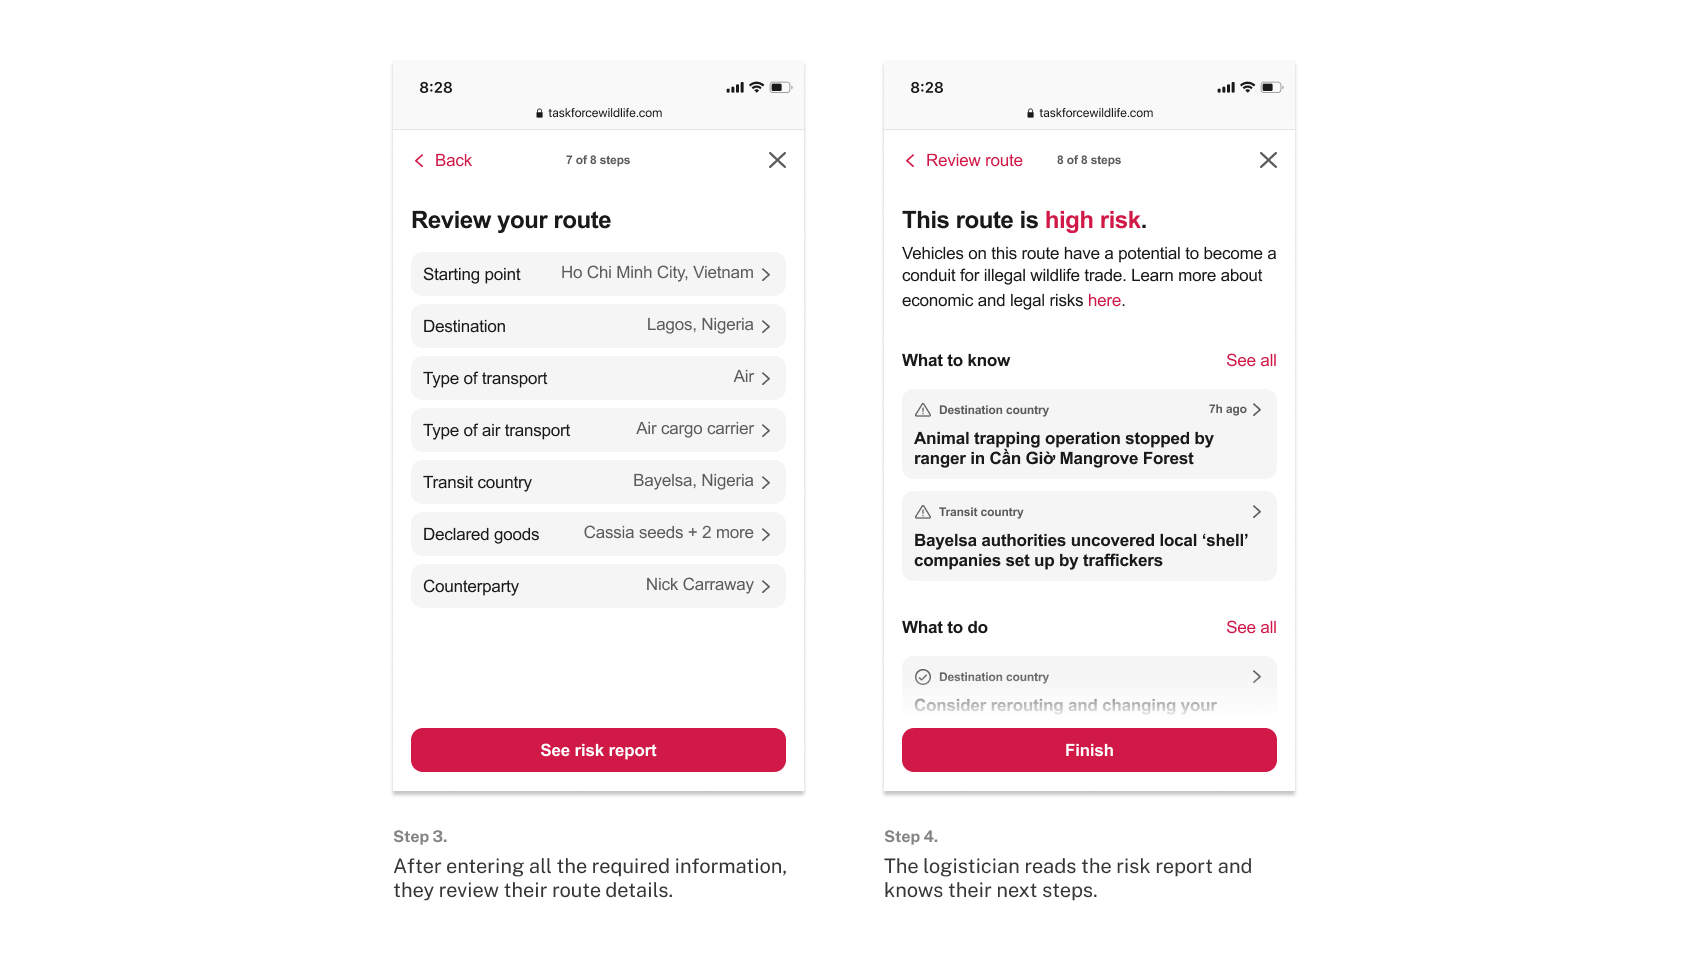 8:28
taskforcewildlife.com
Back
7 of 8 steps
Review your route
Starting point Ho Chi Minh City, Vietnam
Destination Lagos, Nigeria
Type of transport Air
Type of air transport Air cargo carrier
Transit country Bayelsa, Nigeria
Declared goods Cassia seeds + 2 more
Counterparty Nick Carraway
See risk report
Step 3.
After entering all the required information,
they review their route details.
8:28
taskforcewildlife.com
Review route
8 of 8 steps
This route is high risk.
Vehicles on this route have a potential to become a
conduit for illegal wildlife trade. Learn more about
economic and legal risks here.
What to know See all
Destination country 7h ago
Animal trapping operation stopped by
ranger in Cần Giờ Mangrove Forest
Transit country
Bayelsa authorities uncovered local ‘shell’
companies set up by traffickers
What to do See all
Destination country
Consider rerouting and changing your
Finish
Step 4.
The logistician reads the risk report and
knows their next steps.